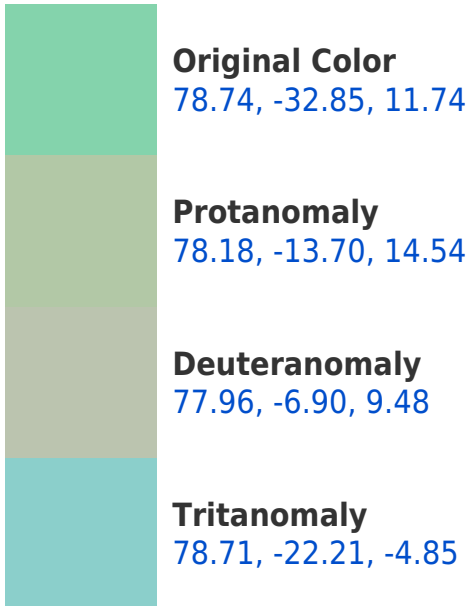 Original Color
78.74, -32.85, 11.74
Protanomaly
78.18, -13.70, 14.54
Deuteranomaly
77.96, -6.90, 9.48
Tritanomaly
78.71, -22.21, -4.85